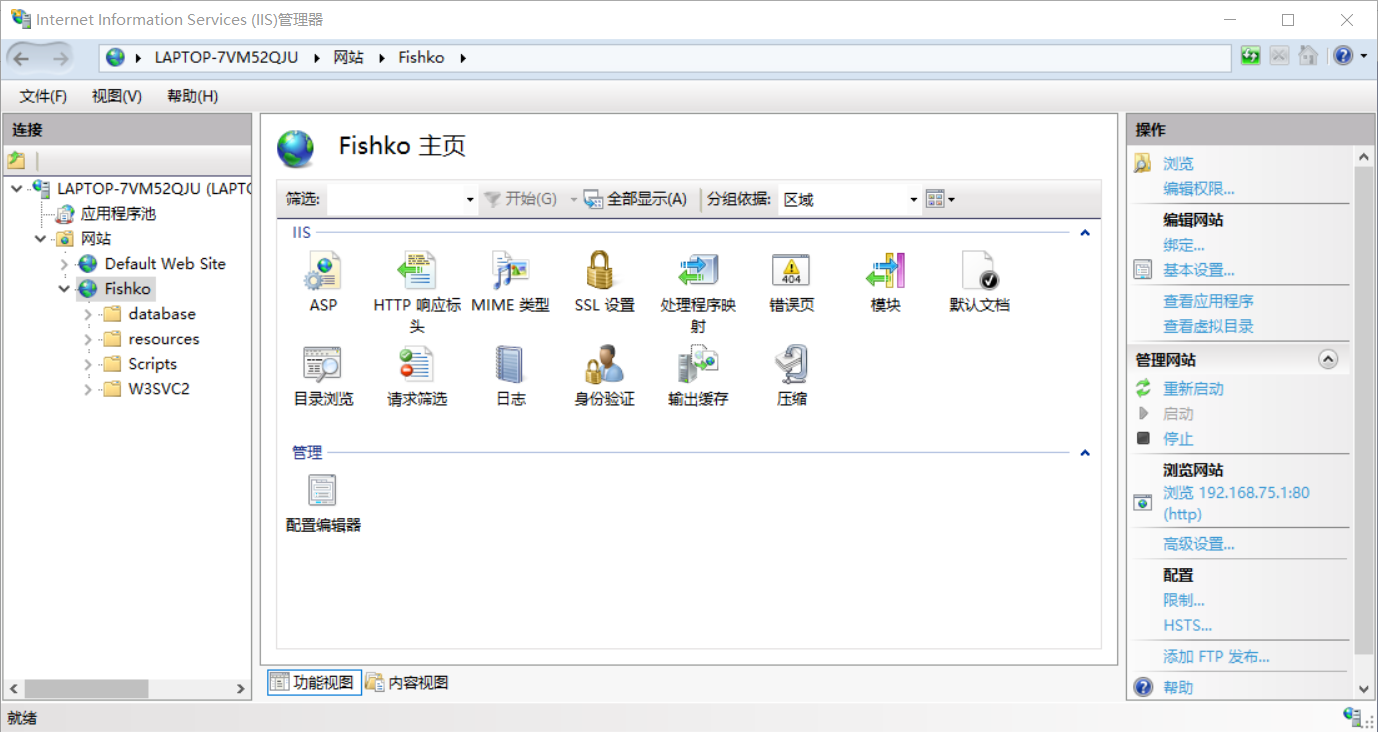 Internet Information Services (IIS)管理器
LAPTOP-7VM52QJU 网站 Fishko
文件(F) 视图(V) 帮助(H)
连接
LAPTOP-7VM52QJU (LAPTO
应用程序池
网站
Default Web Site
Fishko
database
resources
Scripts
W3SVC2
Fishko 主页
筛选: 开始(G) 全部显示(A) 分组依据: 区域
IIS
ASP
HTTP 响应标
头
MIME 类型
SSL 设置
处理程序映
射
404
错误页
模块
默认文档
目录浏览
请求筛选
日志
身份验证
输出缓存
压缩
管理
配置编辑器
功能视图 内容视图
操作
浏览
编辑权限...
编辑网站
绑定...
基本设置...
查看应用程序
查看虚拟目录
管理网站
重新启动
启动
停止
浏览网站
浏览 192.168.75.1:80
(http)
高级设置...
配置
限制...
HSTS...
添加 FTP 发布...
帮助
就绪